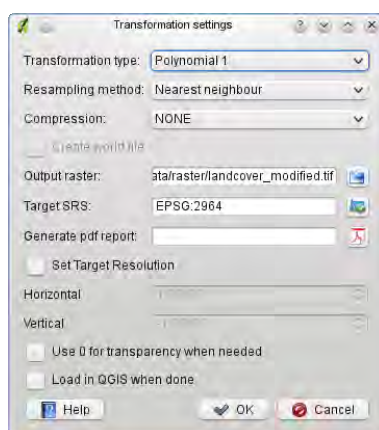 Transformation settings
Transformation type: Polynomial 1
Resampling method: Nearest neighbour
Compression: NONE
Create world file
Output raster: ata/raster/landcover_modified.tif
Target SRS: EPSG:2964
Generate pdf report:
Set Target Resolution
Horizontal
Vertical
Use 0 for transparency when needed
Load in QGIS when done
Help OK Cancel